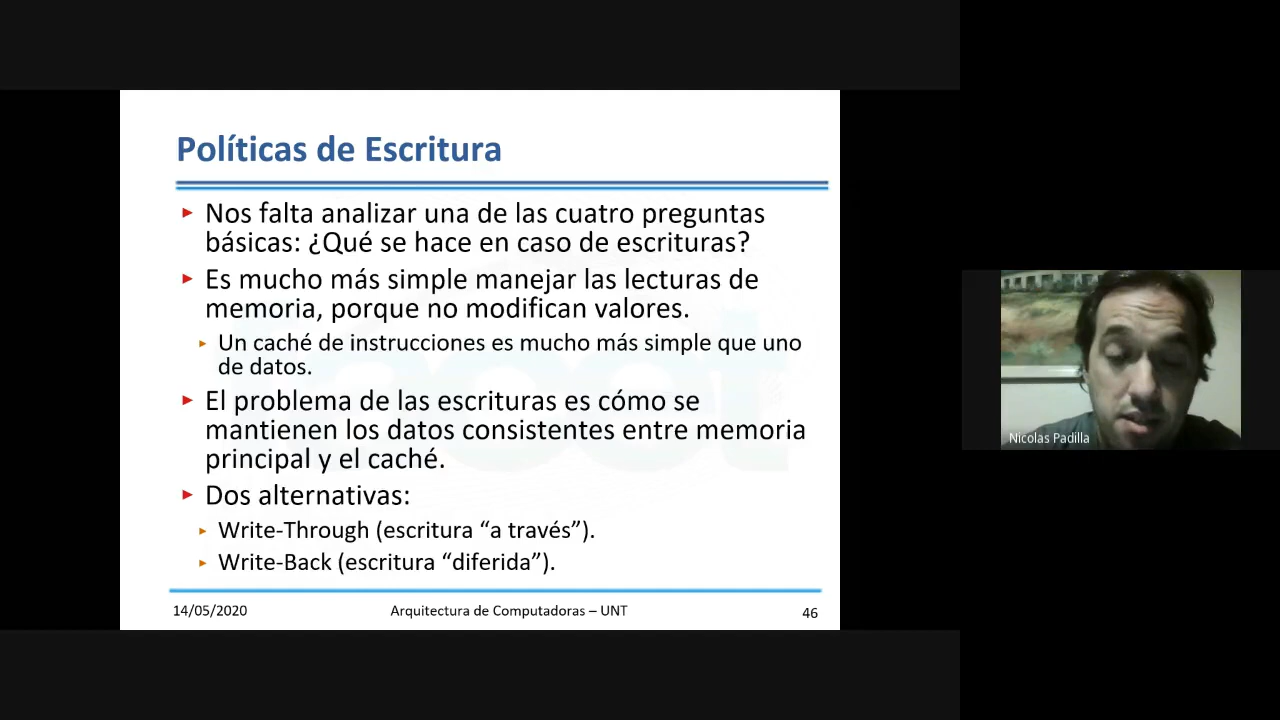 Políticas de Escritura
► Nos falta analizar una de las cuatro preguntas
básicas: ¿Qué se hace en caso de escrituras?
► Es mucho más simple manejar las lecturas de
memoria, porque no modifican valores.
► Un caché de instrucciones es mucho más simple que uno
de datos.
► El problema de las escrituras es cómo se
mantienen los datos consistentes entre memoria
principal y el caché.
► Dos alternativas:
► Write-Through (escritura “a través”).
► Write-Back (escritura “diferida”).
14/05/2020 Arquitectura de Computadoras – UNT 46
Nicolas Padilla